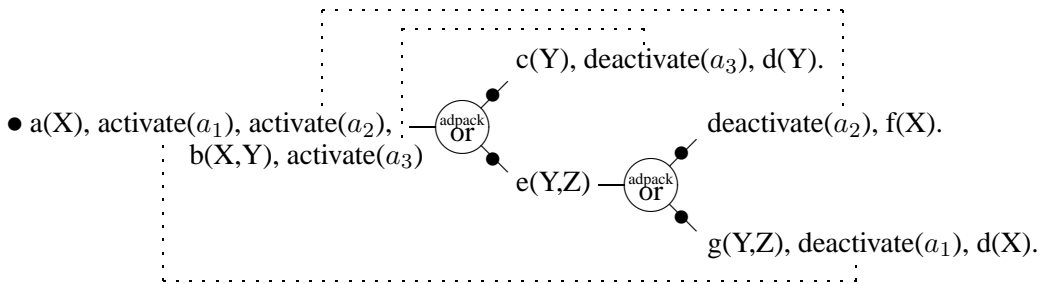 c(Y), deactivate(a₃), d(Y).
● a(X), activate(a₁), activate(a₂),
b(X,Y), activate(a₃)
adpack
or
deactivate(a₂), f(X).
e(Y,Z)
adpack
or
g(Y,Z), deactivate(a₁), d(X).